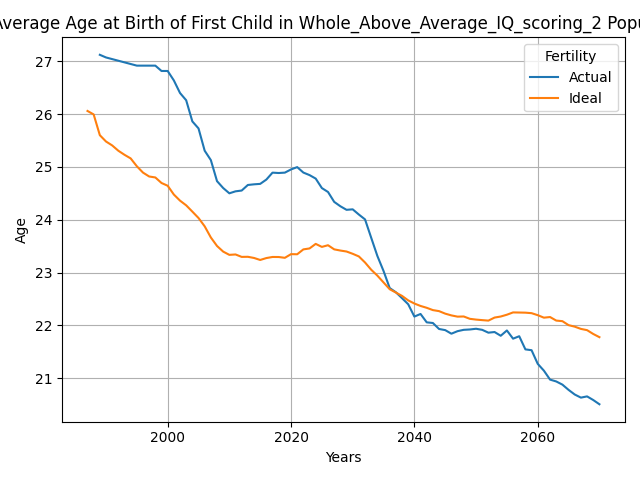 Average Age at Birth of First Child in Whole_Above_Average_IQ_scoring_2
Fertility
Actual
Ideal
Age
27
26
25
24
23
22
21
2000 2020 2040 2060
Years